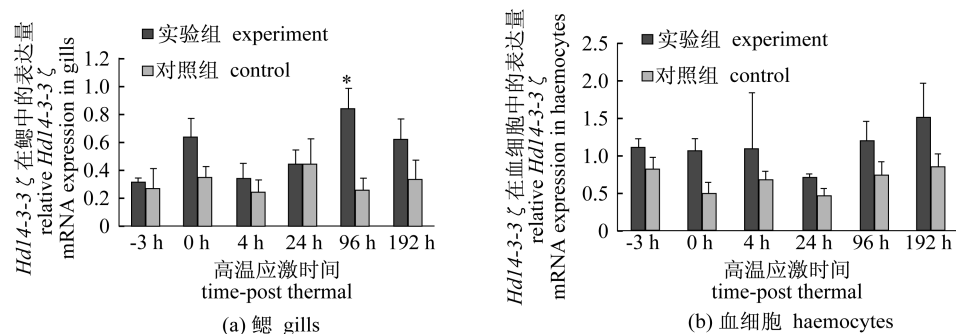 Hd14-3-3 ζ 在鳃中的表达量
relative Hd14-3-3 ζ
mRNA expression in gills
1.2
1.0
0.8
0.6
0.4
0.2
0
实验组 experiment
对照组 control
*
-3 h 0 h 4 h 24 h 96 h 192 h
高温应激时间
time-post thermal
(a) 鳃 gills
Hd14-3-3 ζ 在血细胞中的表达量
relative Hd14-3-3 ζ
mRNA expression in haemocytes
2.5
2.0
1.5
1.0
0.5
0
实验组 experiment
对照组 control
-3 h 0 h 4 h 24 h 96 h 192 h
高温应激时间
time-post thermal
(b) 血细胞 haemocytes